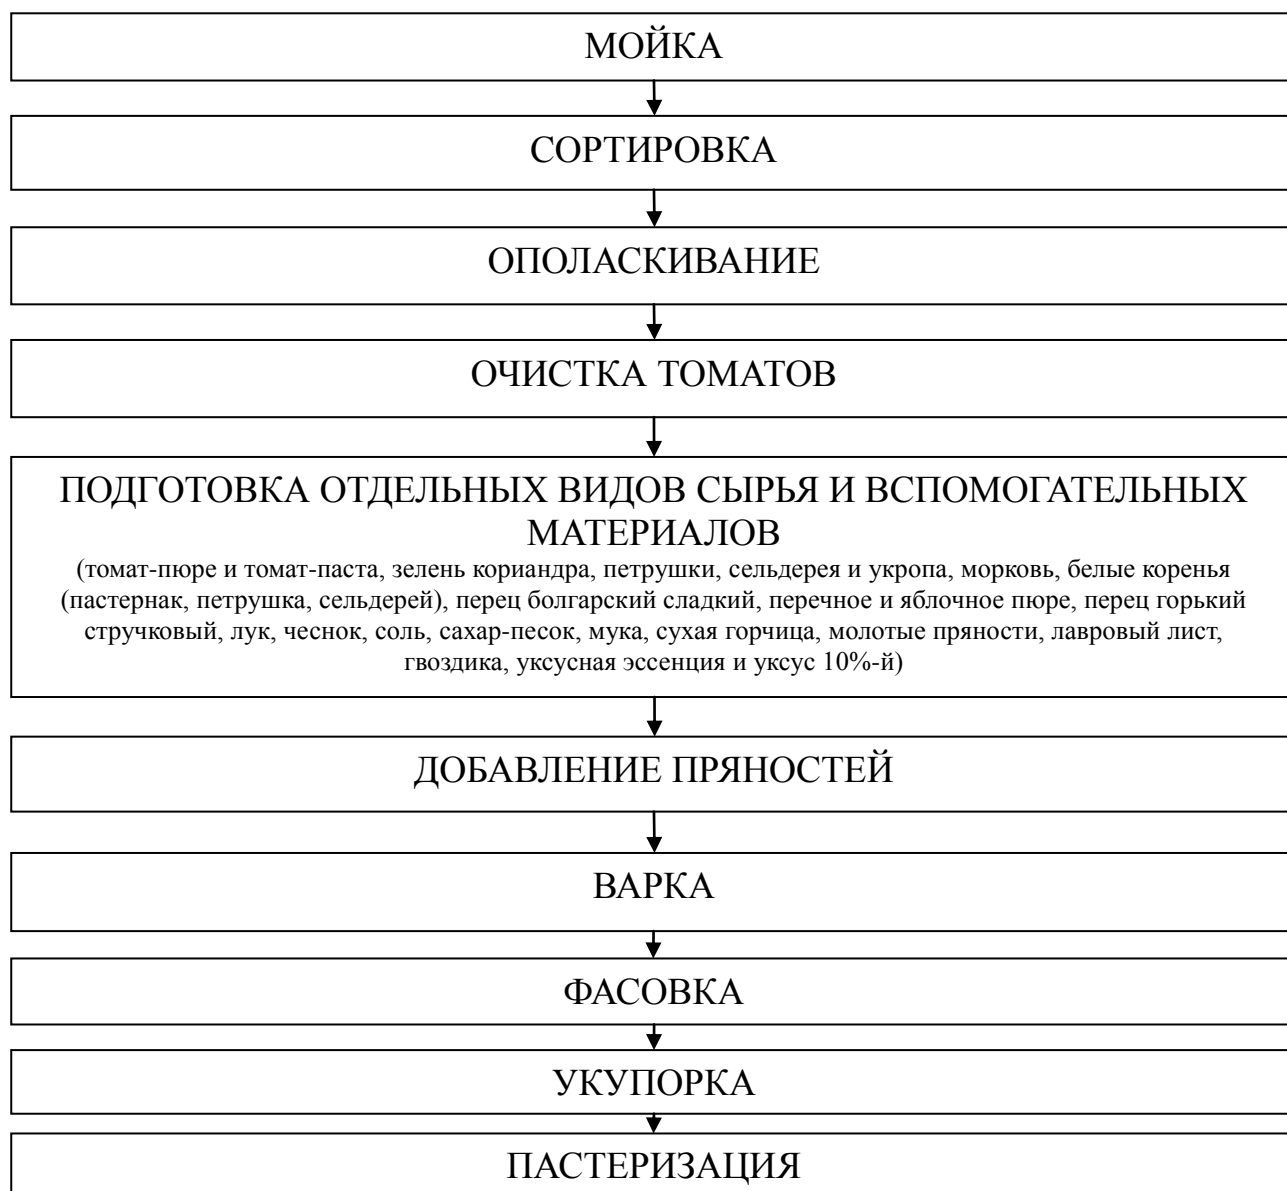 МОЙКА
СОРТИРОВКА
ОПОЛАСКИВАНИЕ
ОЧИСТКА ТОМАТОВ
ПОДГОТОВКА ОТДЕЛЬНЫХ ВИДОВ СЫРЬЯ И ВСПОМОГАТЕЛЬНЫХ
МАТЕРИАЛОВ
(томат-пюре и томат-паста, зелень кориандра, петрушки, сельдерея и укропа, морковь, белые коренья
(пастернак, петрушка, сельдерей), перец болгарский сладкий, перечное и яблочное пюре, перец горький
стручковый, лук, чеснок, соль, сахар-песок, мука, сухая горчица, молотые пряности, лавровый лист,
гвоздика, уксусная эссенция и уксус 10%-й)
ДОБАВЛЕНИЕ ПРЯНОСТЕЙ
ВАРКА
ФАСОВКА
УКУПОРКА
ПАСТЕРИЗАЦИЯ